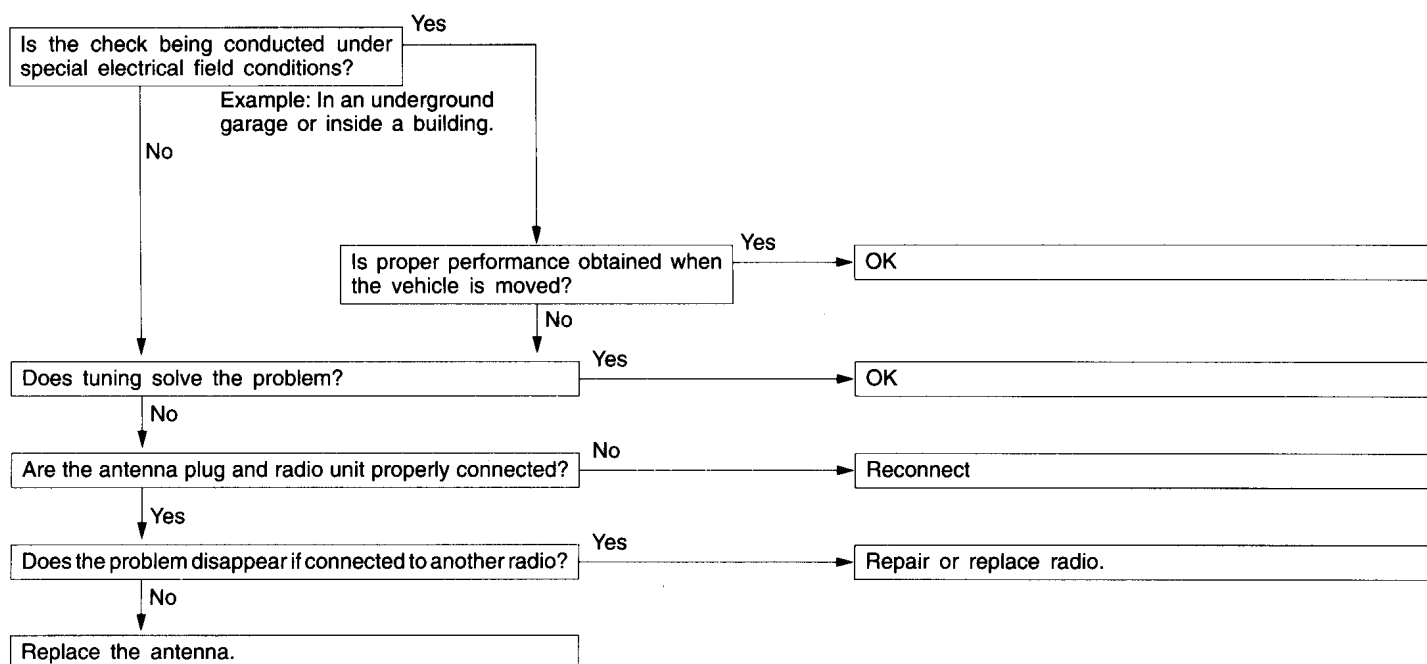 Yes
Is the check being conducted under
special electrical field conditions?
Example: In an underground
garage or inside a building.
No
Is proper performance obtained when
the vehicle is moved?
Yes
OK
No
Does tuning solve the problem?
Yes
OK
No
Are the antenna plug and radio unit properly connected?
No
Reconnect
Yes
Does the problem disappear if connected to another radio?
Yes
Repair or replace radio.
No
Replace the antenna.